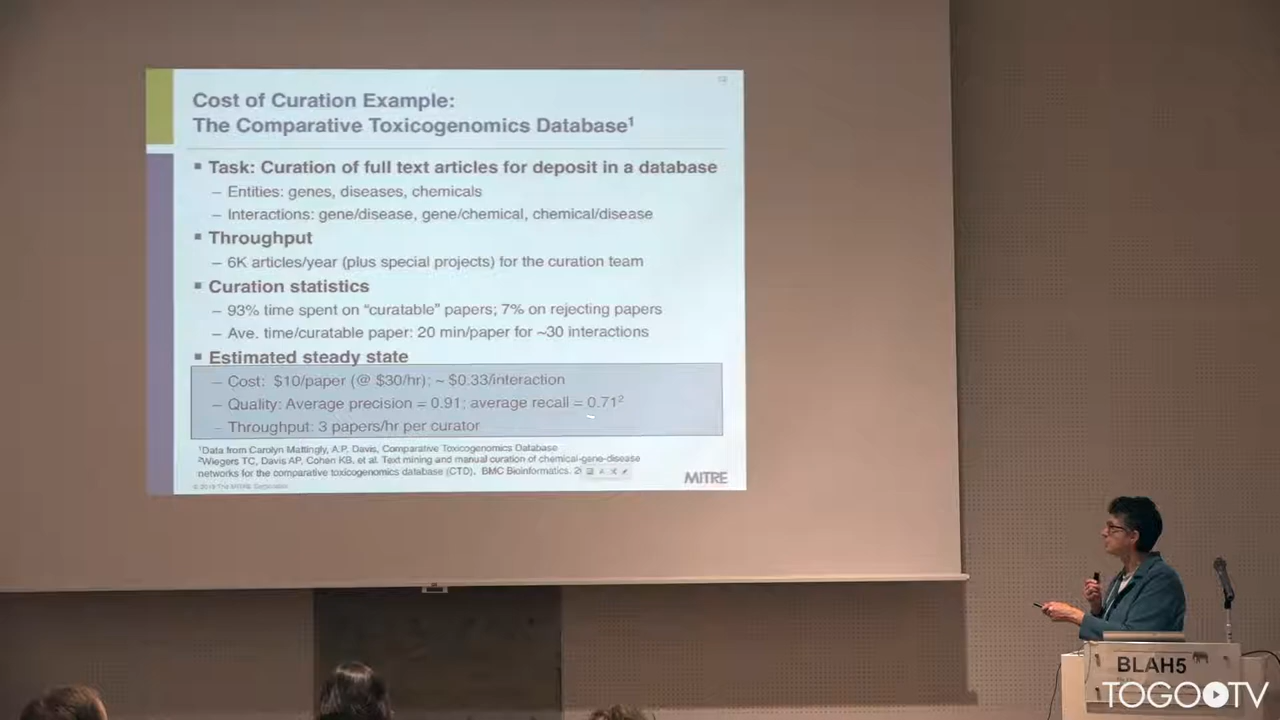 Cost of Curation Example:
The Comparative Toxicogenomics Database¹
▪ Task: Curation of full text articles for deposit in a database
– Entities: genes, diseases, chemicals
– Interactions: gene/disease, gene/chemical, chemical/disease
▪ Throughput
– 6K articles/year (plus special projects) for the curation team
▪ Curation statistics
– 93% time spent on “curatable” papers; 7% on rejecting papers
– Ave. time/curatable paper: 20 min/paper for ~30 interactions
▪ Estimated steady state
– Cost: $10/paper (@ $30/hr); ~ $0.33/interaction
– Quality: Average precision = 0.91; average recall = 0.71²
– Throughput: 3 papers/hr per curator
¹Data from Carolyn Mattingly, A.P. Davis, Comparative Toxicogenomics Database
²Wiegers TC, Davis AP, Cohen KB, et al. Text mining and manual curation of chemical-gene-disease
networks for the comparative toxicogenomics database (CTD). BMC Bioinformatics.
The MITRE Corporation
MITRE
BLAH5
TOGO TV